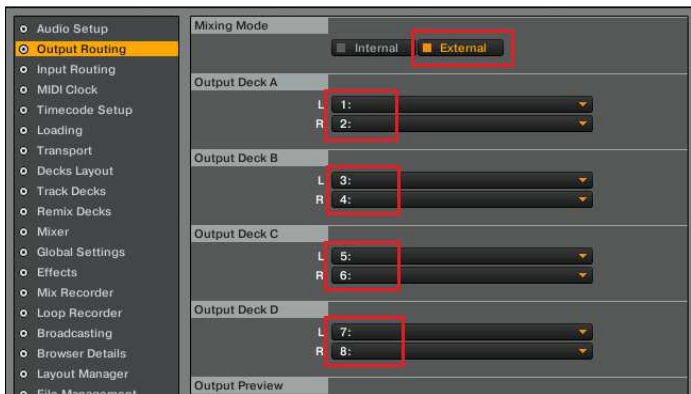 Audio Setup
Output Routing
Input Routing
MIDI Clock
Timecode Setup
Loading
Transport
Decks Layout
Track Decks
Remix Decks
Mixer
Global Settings
Effects
Mix Recorder
Loop Recorder
Broadcasting
Browser Details
Layout Manager
File Management
Mixing Mode
Internal External
Output Deck A
L 1:
R 2:
Output Deck B
L 3:
R 4:
Output Deck C
L 5:
R 6:
Output Deck D
L 7:
R 8:
Output Preview